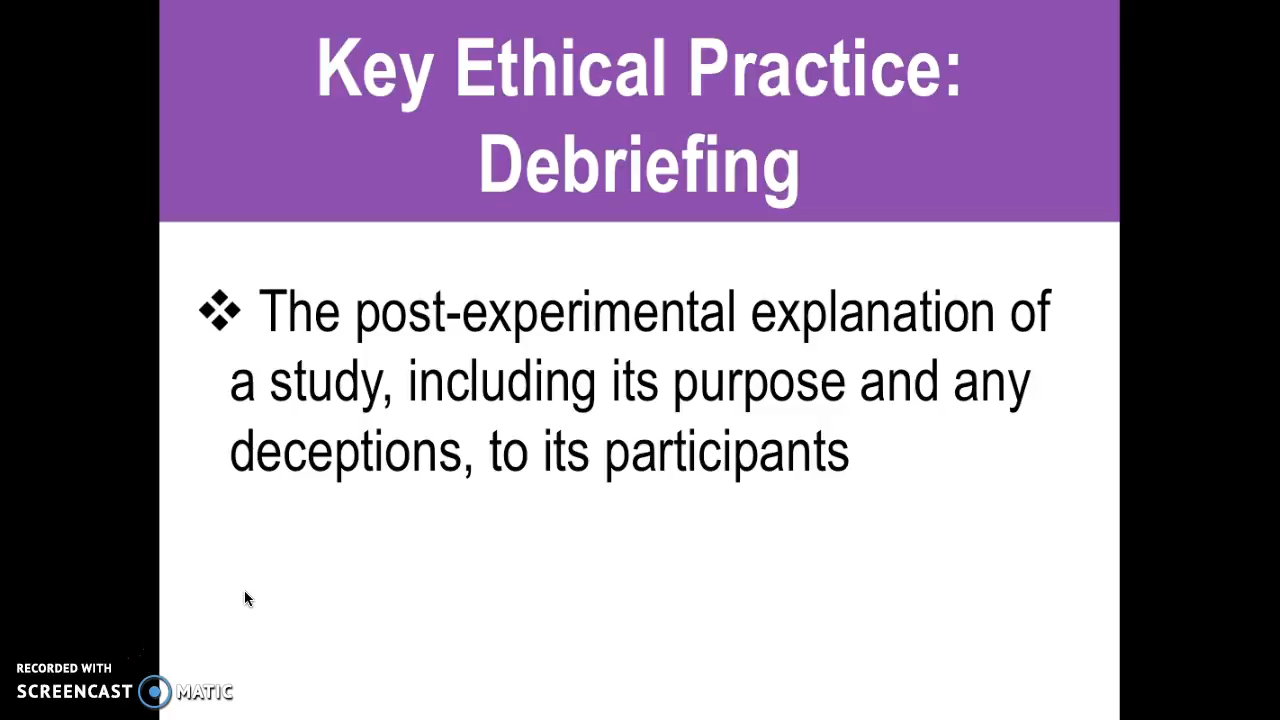 Key Ethical Practice:
Debriefing
❖ The post-experimental explanation of
a study, including its purpose and any
deceptions, to its participants
RECORDED WITH
SCREENCAST MATIC